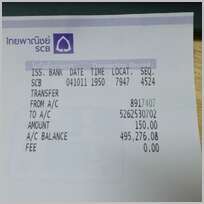 ไทยพาณิชย์
SCB
ISS. BANK DATE TIME LOCAT. SEQ.
SCB 041011 1950 7947 4524
TRANSFER
FROM A/C 8917407
TO A/C 5262530702
AMOUNT 150.00
A/C BALANCE 495,276.08
FEE 0.00